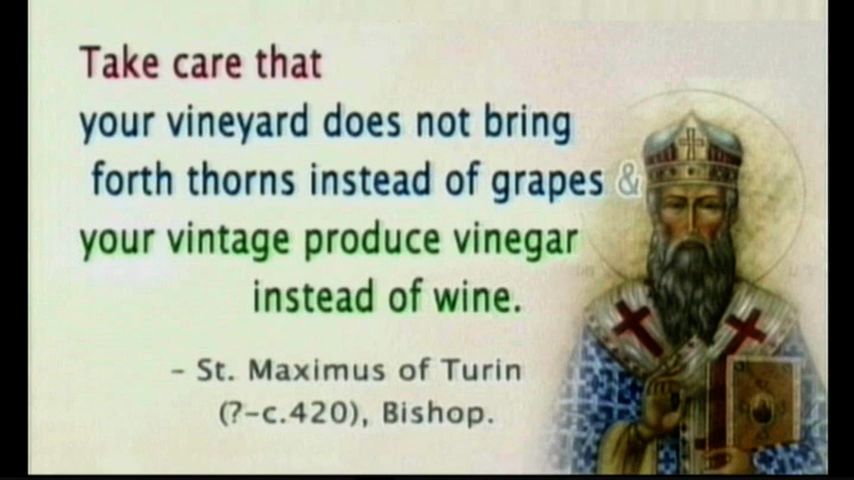 Take care that
your vineyard does not bring
forth thorns instead of grapes &
your vintage produce vinegar
instead of wine.
– St. Maximus of Turin
(?–c.420), Bishop.